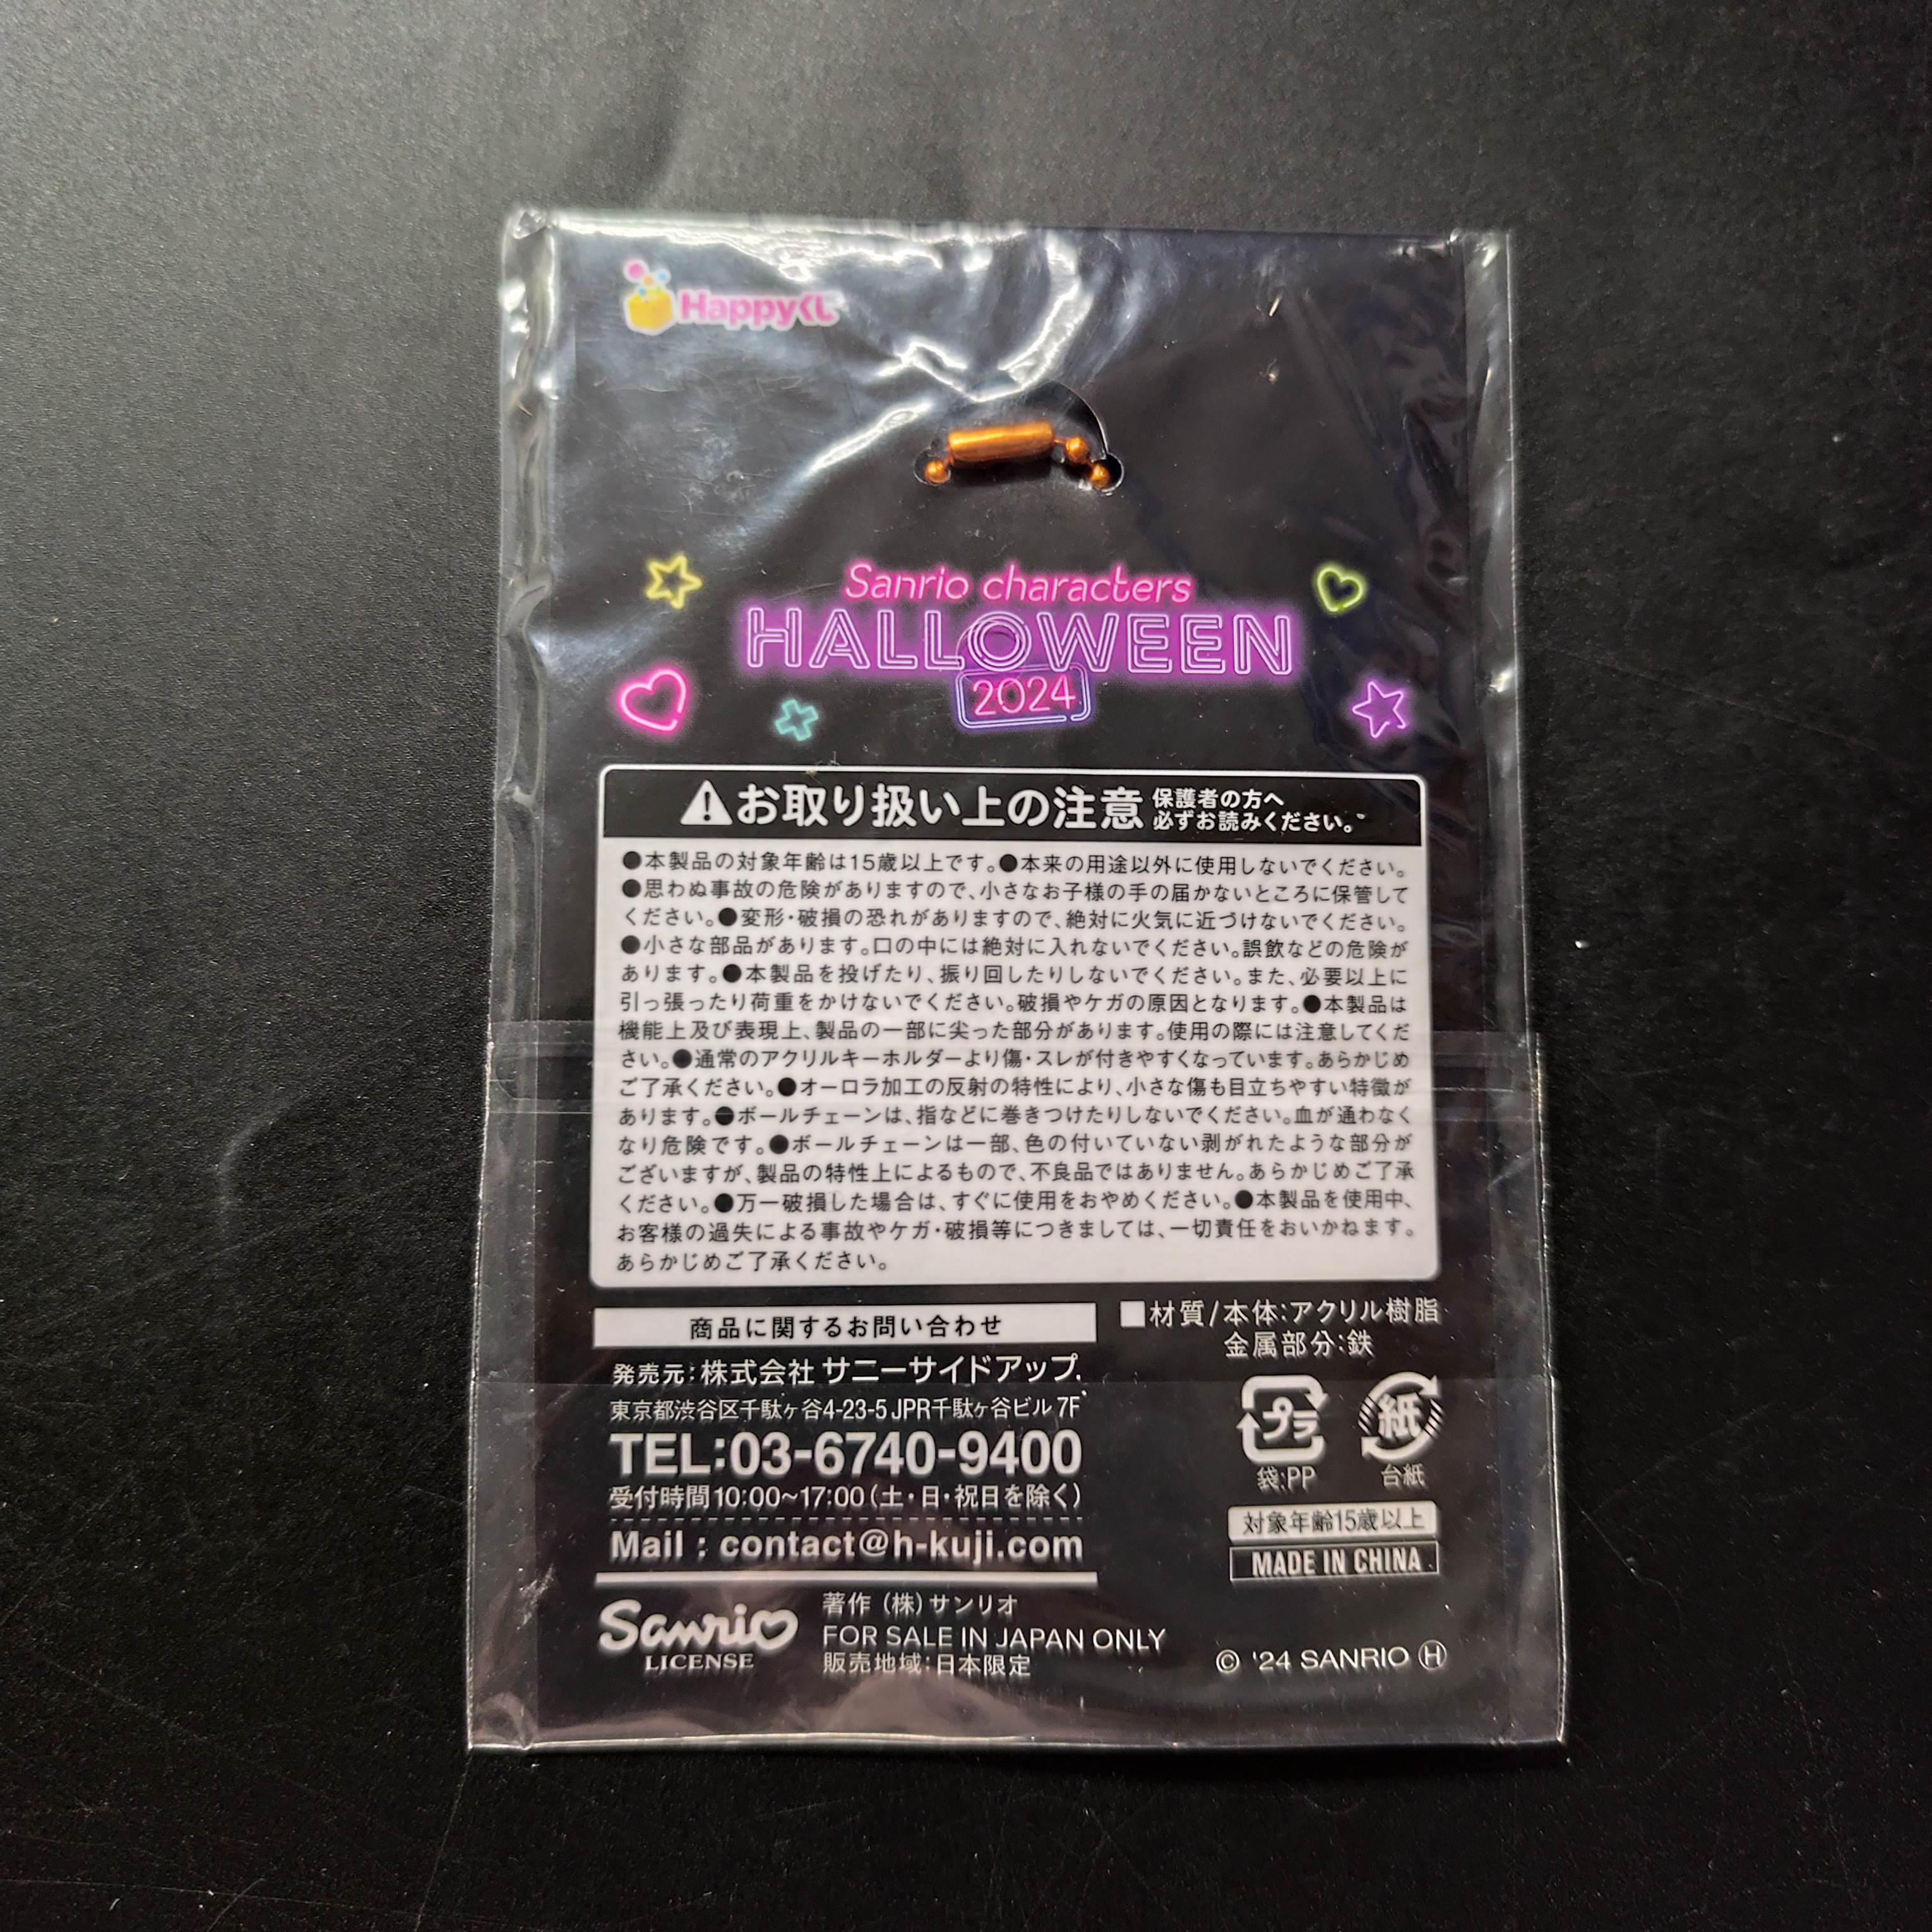 Happyくじ
Sanrio characters
HALLOWEEN
2024
お取り扱い上の注意 保護者の方へ
必ずお読みください。
●本製品の対象年齢は15歳以上です。●本来の用途以外に使用しないでください。
●思わぬ事故の危険がありますので、小さなお子様の手の届かないところに保管して
ください。●変形・破損の恐れがありますので、絶対に火気に近づけないでください。
●小さな部品があります。口の中には絶対に入れないでください。誤飲などの危険が
あります。●本製品を投げたり、振り回したりしないでください。また、必要以上に
引っ張ったり荷重をかけないでください。破損やケガの原因となります。●本製品は
機能上及び表現上、製品の一部に尖った部分があります。使用の際には注意してくだ
さい。●通常のアクリルキーホルダーより傷・スレが付きやすくなっています。あらかじめ
ご了承ください。●オーロラ加工の反射の特性により、小さな傷も目立ちやすい特徴が
あります。●ボールチェーンは、指などに巻きつけたりしないでください。血が通わなく
なり危険です。●ボールチェーンは一部、色の付いていない剥がれたような部分が
ございますが、製品の特性上によるもので、不良品ではありません。あらかじめご了承
ください。●万一破損した場合は、すぐに使用をおやめください。●本製品を使用中、
お客様の過失による事故やケガ・破損等につきましては、一切責任をおいかねます。
あらかじめご了承ください。
商品に関するお問い合わせ
発売元:株式会社 サニーサイドアップ
東京都渋谷区千駄ヶ谷4-23-5 JPR千駄ヶ谷ビル 7F
TEL:03-6740-9400
受付時間10:00~17:00(土・日・祝日を除く)
Mail : contact@h-kuji.com
■材質/本体:アクリル樹脂
金属部分:鉄
プラ
袋:PP
紙
台紙
対象年齢15歳以上
MADE IN CHINA
Sanrio
LICENSE
著作 (株)サンリオ
FOR SALE IN JAPAN ONLY
販売地域:日本限定
© '24 SANRIO Ⓗ